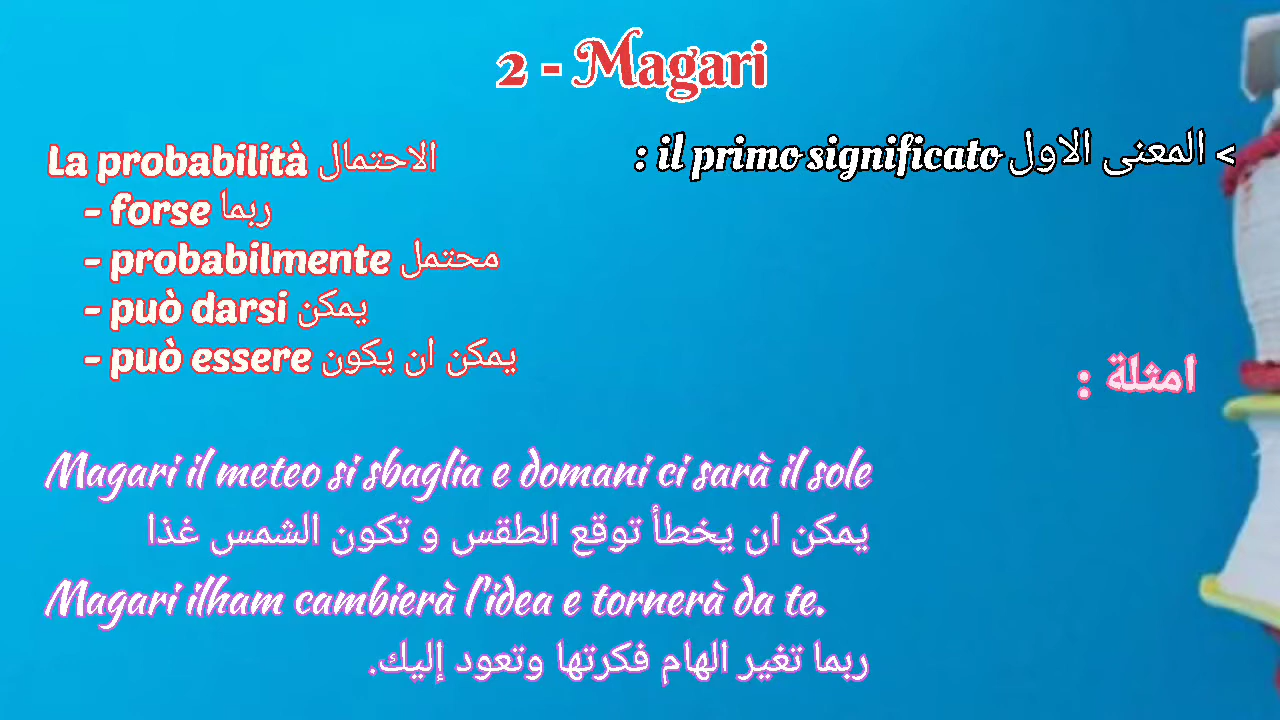 2 - Magari
> المعنى الاول il primo significato :
La probabilità الاحتمال
- forse ربما
- probabilmente محتمل
- può darsi يمكن
- può essere يمكن ان يكون
امثلة :
Magari il meteo si sbaglia e domani ci sarà il sole
يمكن ان يخطأ توقع الطقس و تكون الشمس غذا
Magari ilham cambierà l'idea e tornerà da te.
ربما تغير الهام فكرتها وتعود إليك.